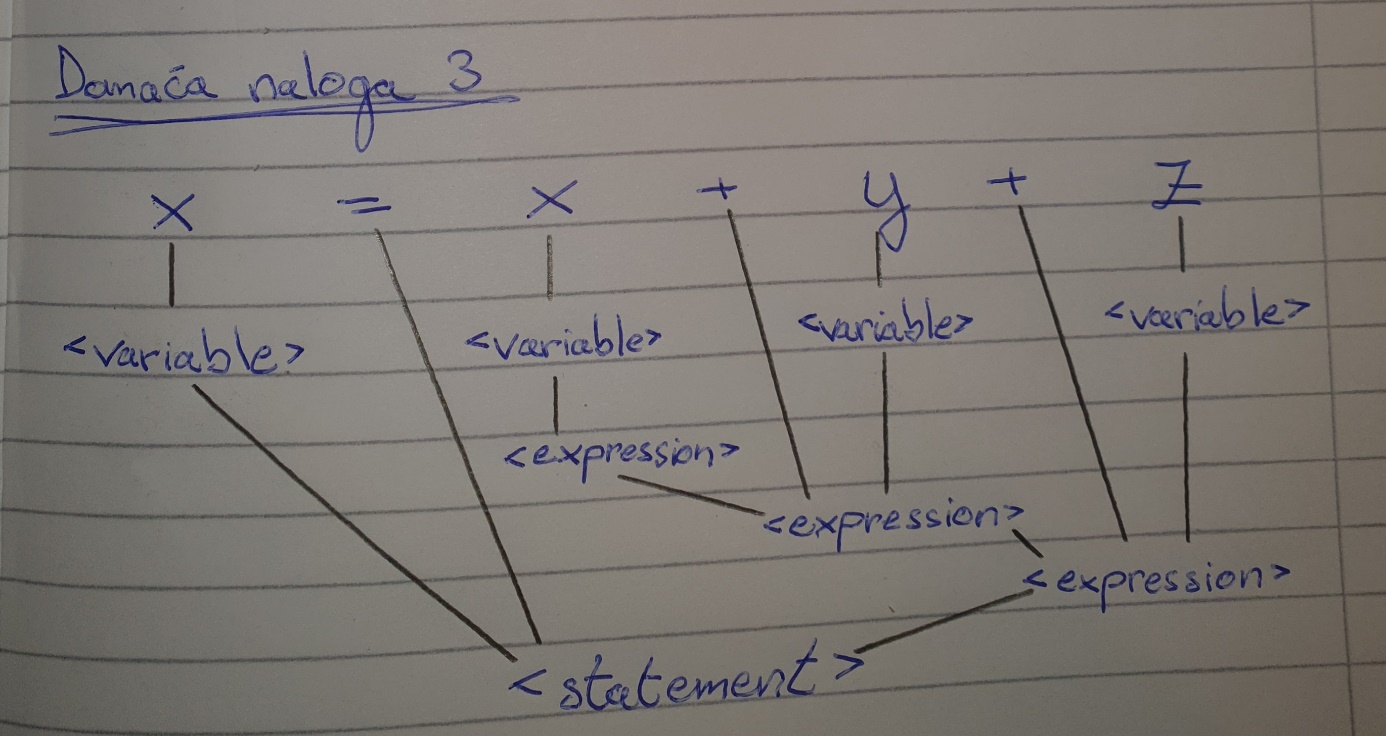 Domača naloga 3
x = x + y + z
<variable> <variable> <variable> <variable>
<expression>
<expression>
<expression>
<statement>